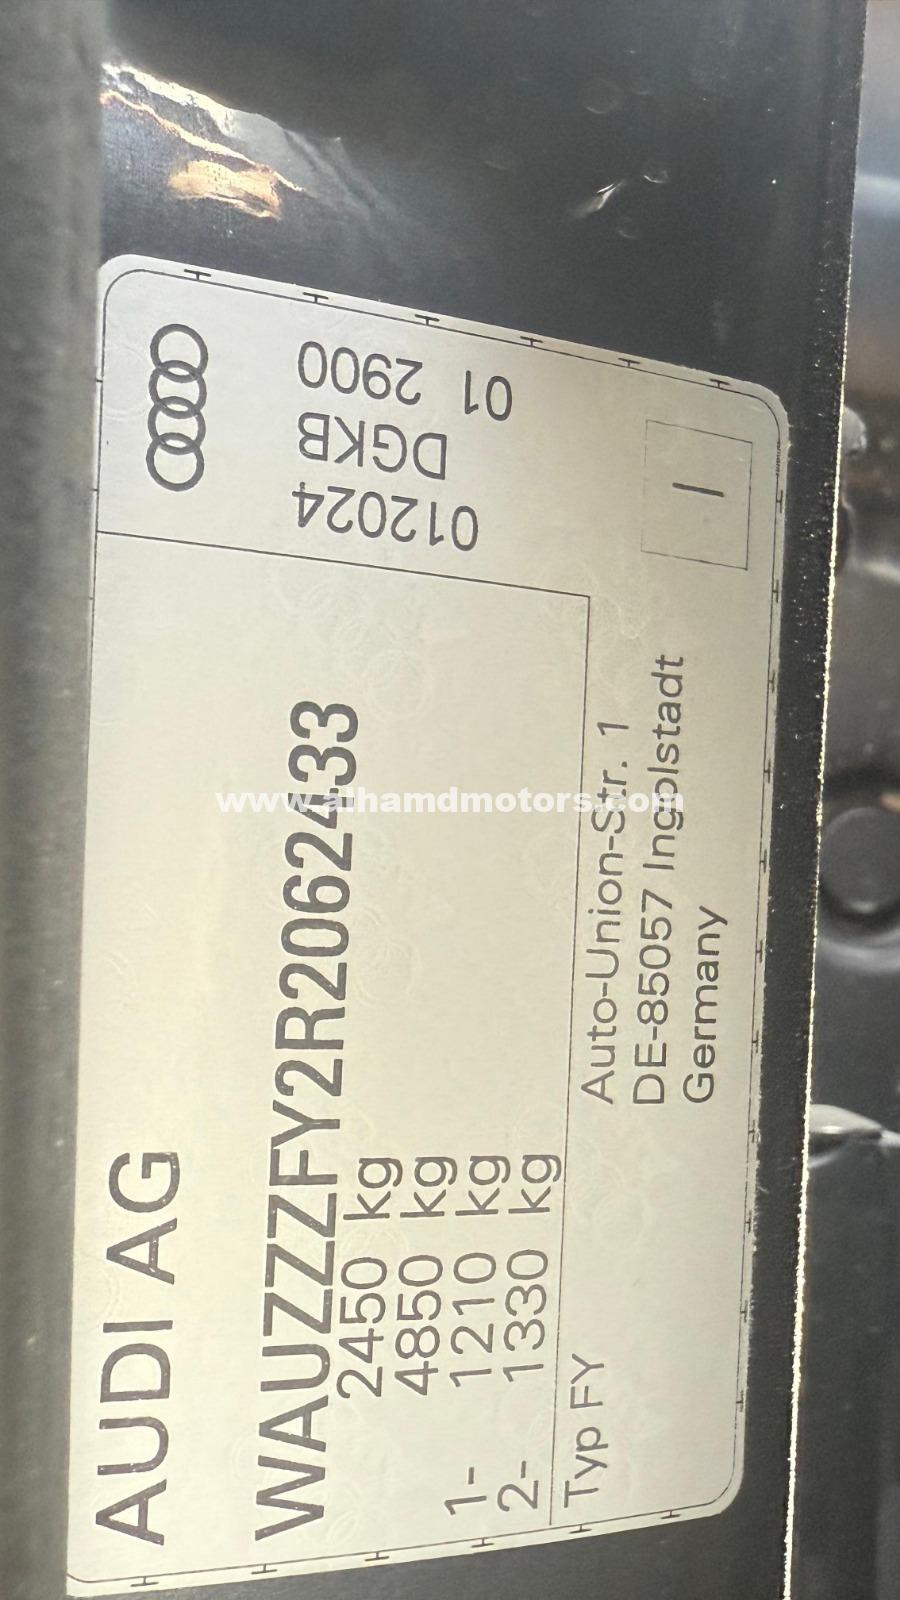 AUDI AG
WAUZZZFY2R2062433
2450 kg
4850 kg
1- 1210 kg
2- 1330 kg
Typ FY
Auto-Union-Str. 1
DE-85057 Ingolstadt
Germany
012024
DGKB
01 2900
01
I
www.alhamdmotors.com